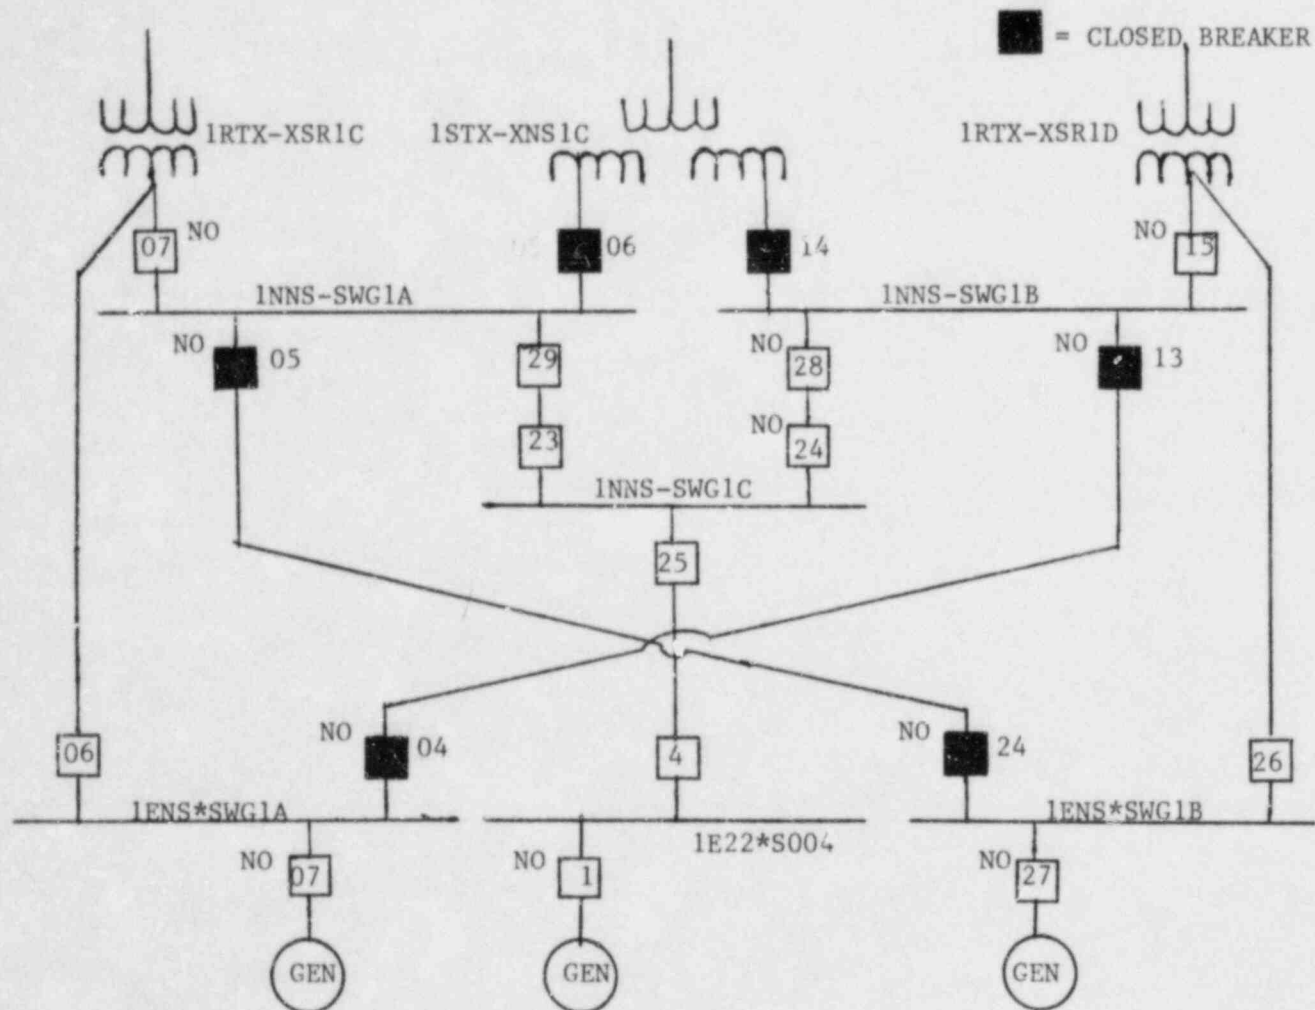 = CLOSED BREAKER
1RTX-XSR1C 1STX-XNS1C 1RTX-XSR1D
07 NO 06 14 NO 15
1NNS-SWG1A 1NNS-SWG1B
NO 05 29 NO 28 NO 13
23 NO 24
1NNS-SWG1C
25
06 NO 04 4 NO 24 26
1ENS*SWG1A 1ENS*SWG1B
1E22*S004
NO 07 NO 1 NO 27
GEN GEN GEN